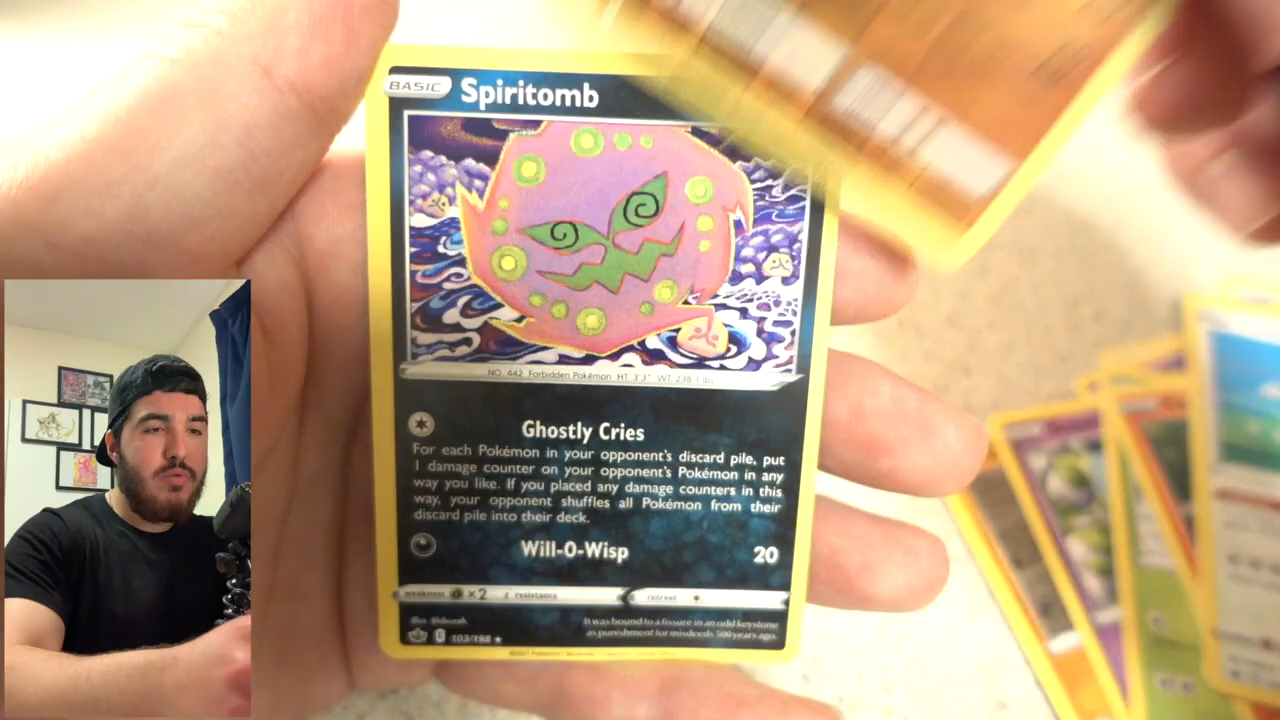 BASIC Spiritomb
NO. 442 Forbidden Pokémon HT 3'3" WT 238.1 lbs
Ghostly Cries
For each Pokémon in your opponent's discard pile, put
1 damage counter on your opponent's Pokémon in any
way you like. If you placed any damage counters in this
way, your opponent shuffles all Pokémon from their
discard pile into their deck.
Will-O-Wisp 20
weakness ×2 resistance retreat
Illus. Shibuzoh
It was bound to a fissure in an odd keystone
as punishment for misdeeds 500 years ago.
103/198